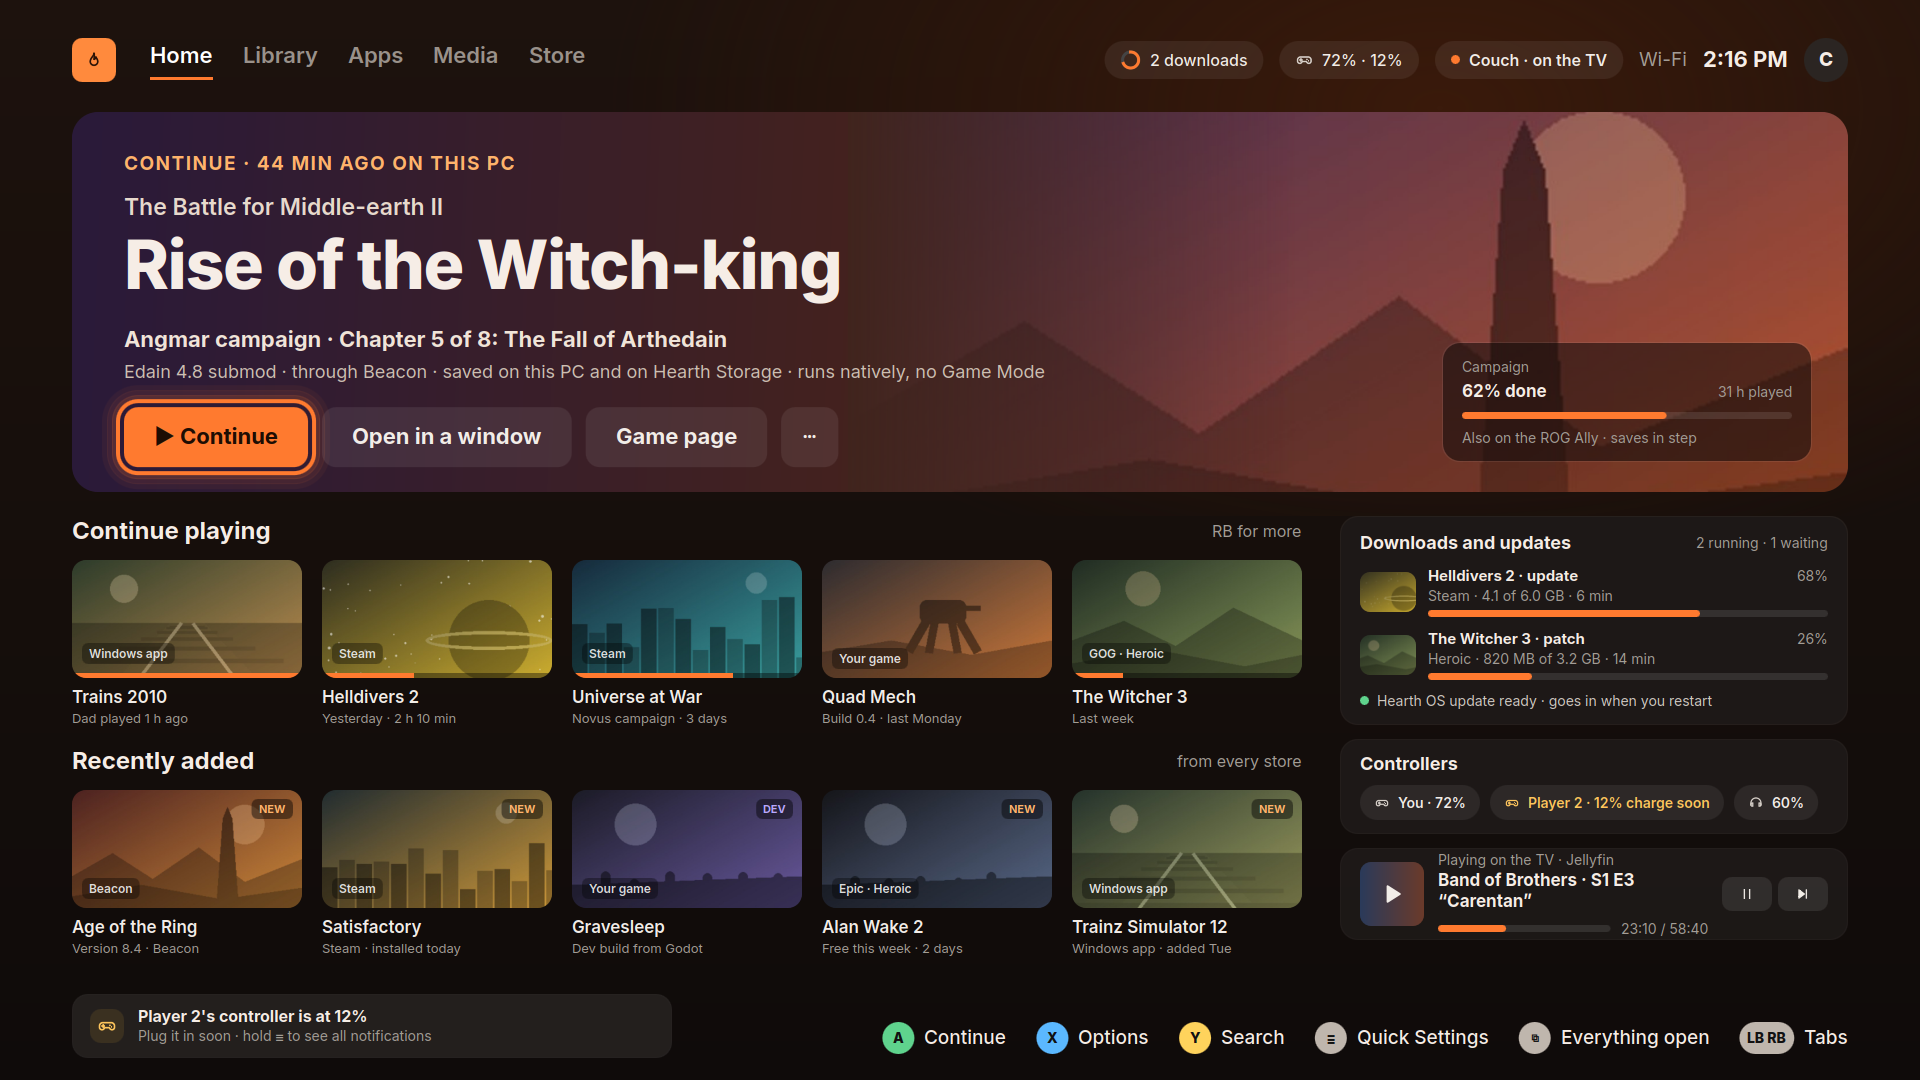 Home Library Apps Media Store
2 downloads
72% · 12%
Couch · on the TV
Wi-Fi
2:16 PM
C
CONTINUE · 44 MIN AGO ON THIS PC
The Battle for Middle-earth II
Rise of the Witch-king
Angmar campaign · Chapter 5 of 8: The Fall of Arthedain
Edain 4.8 submod · through Beacon · saved on this PC and on Hearth Storage · runs natively, no Game Mode
▶ Continue
Open in a window
Game page
···
Campaign
62% done
31 h played
Also on the ROG Ally · saves in step
Continue playing
RB for more
Windows app
Trains 2010
Dad played 1 h ago
Steam
Helldivers 2
Yesterday · 2 h 10 min
Steam
Universe at War
Novus campaign · 3 days
Your game
Quad Mech
Build 0.4 · last Monday
GOG · Heroic
The Witcher 3
Last week
Recently added
from every store
NEW
Beacon
Age of the Ring
Version 8.4 · Beacon
NEW
Steam
Satisfactory
Steam · installed today
DEV
Your game
Gravesleep
Dev build from Godot
NEW
Epic · Heroic
Alan Wake 2
Free this week · 2 days
NEW
Windows app
Trainz Simulator 12
Windows app · added Tue
Downloads and updates
2 running · 1 waiting
Helldivers 2 · update
68%
Steam · 4.1 of 6.0 GB · 6 min
The Witcher 3 · patch
26%
Heroic · 820 MB of 3.2 GB · 14 min
Hearth OS update ready · goes in when you restart
Controllers
You · 72%
Player 2 · 12% charge soon
60%
Playing on the TV · Jellyfin
Band of Brothers · S1 E3
“Carentan”
23:10 / 58:40
Player 2's controller is at 12%
Plug it in soon · hold ≡ to see all notifications
A Continue
X Options
Y Search
≡ Quick Settings
⧉ Everything open
LB RB Tabs